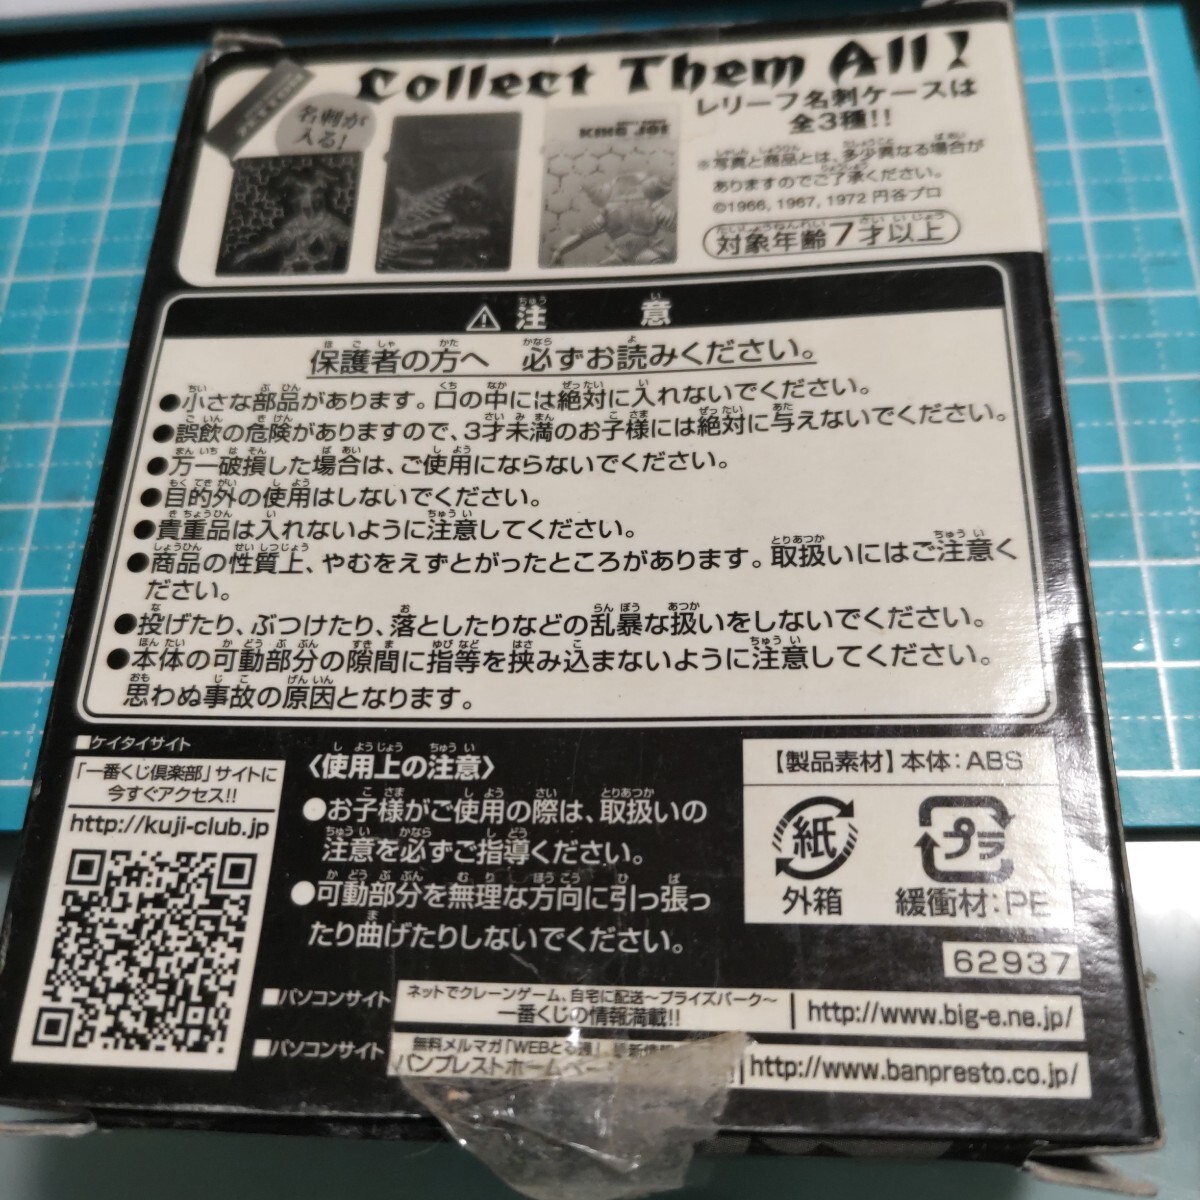 Collect Them All!
名刺が
入る!
KING JOE
レリーフ名刺ケースは
全3種!!
※写真と商品とは、多少異なる場合が
ありますのでご了承ください。
©1966, 1967, 1972 円谷プロ
対象年齢7才以上
注意
保護者の方へ 必ずお読みください。
●小さな部品があります。口の中には絶対に入れないでください。
●誤飲の危険がありますので、3才未満のお子様には絶対に与えないでください。
●万一破損した場合は、ご使用にならないでください。
●目的外の使用はしないでください。
●貴重品は入れないように注意してください。
●商品の性質上、やむをえずとがったところがあります。取扱いにはご注意く
ださい。
●投げたり、ぶつけたり、落としたりなどの乱暴な扱いをしないでください。
●本体の可動部分の隙間に指等を挟み込まないように注意してください。
思わぬ事故の原因となります。
■ケイタイサイト
「一番くじ倶楽部」サイトに
今すぐアクセス!!
http://kuji-club.jp
〈使用上の注意〉
●お子様がご使用の際は、取扱いの
注意を必ずご指導ください。
●可動部分を無理な方向に引っ張っ
たり曲げたりしないでください。
【製品素材】本体:ABS
紙
外箱
プラ
緩衝材:PE
62937
■パソコンサイト
ネットでクレーンゲーム、自宅に配送~プライズパーク~
一番くじの情報満載!!
http://www.big-e.ne.jp/
■パソコンサイト
無料メルマガ「WEBとる通」
バンプレストホームページ
http://www.banpresto.co.jp/